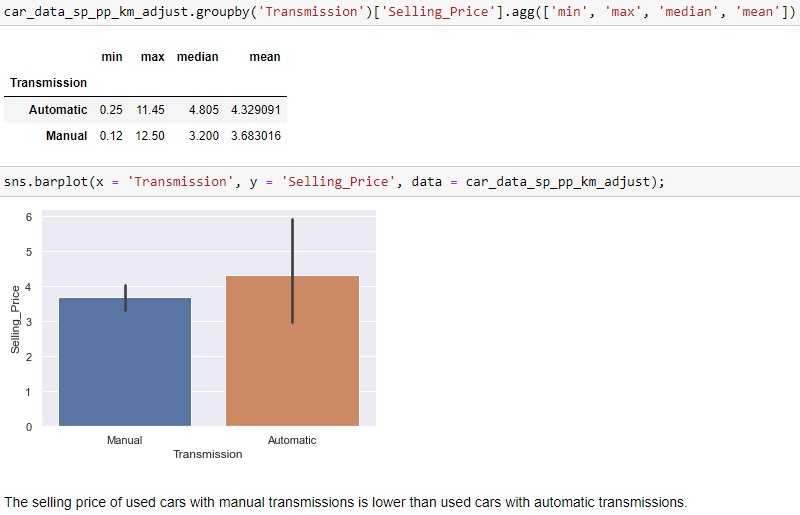 car_data_sp_pp_km_adjust.groupby('Transmission')['Selling_Price'].agg(['min', 'max', 'median', 'mean'])
min max median mean
Transmission
Automatic 0.25 11.45 4.805 4.329091
Manual 0.12 12.50 3.200 3.683016
sns.barplot(x = 'Transmission', y = 'Selling_Price', data = car_data_sp_pp_km_adjust);
6
5
4
3
2
1
0
Selling_Price
Manual Automatic
Transmission
The selling price of used cars with manual transmissions is lower than used cars with automatic transmissions.